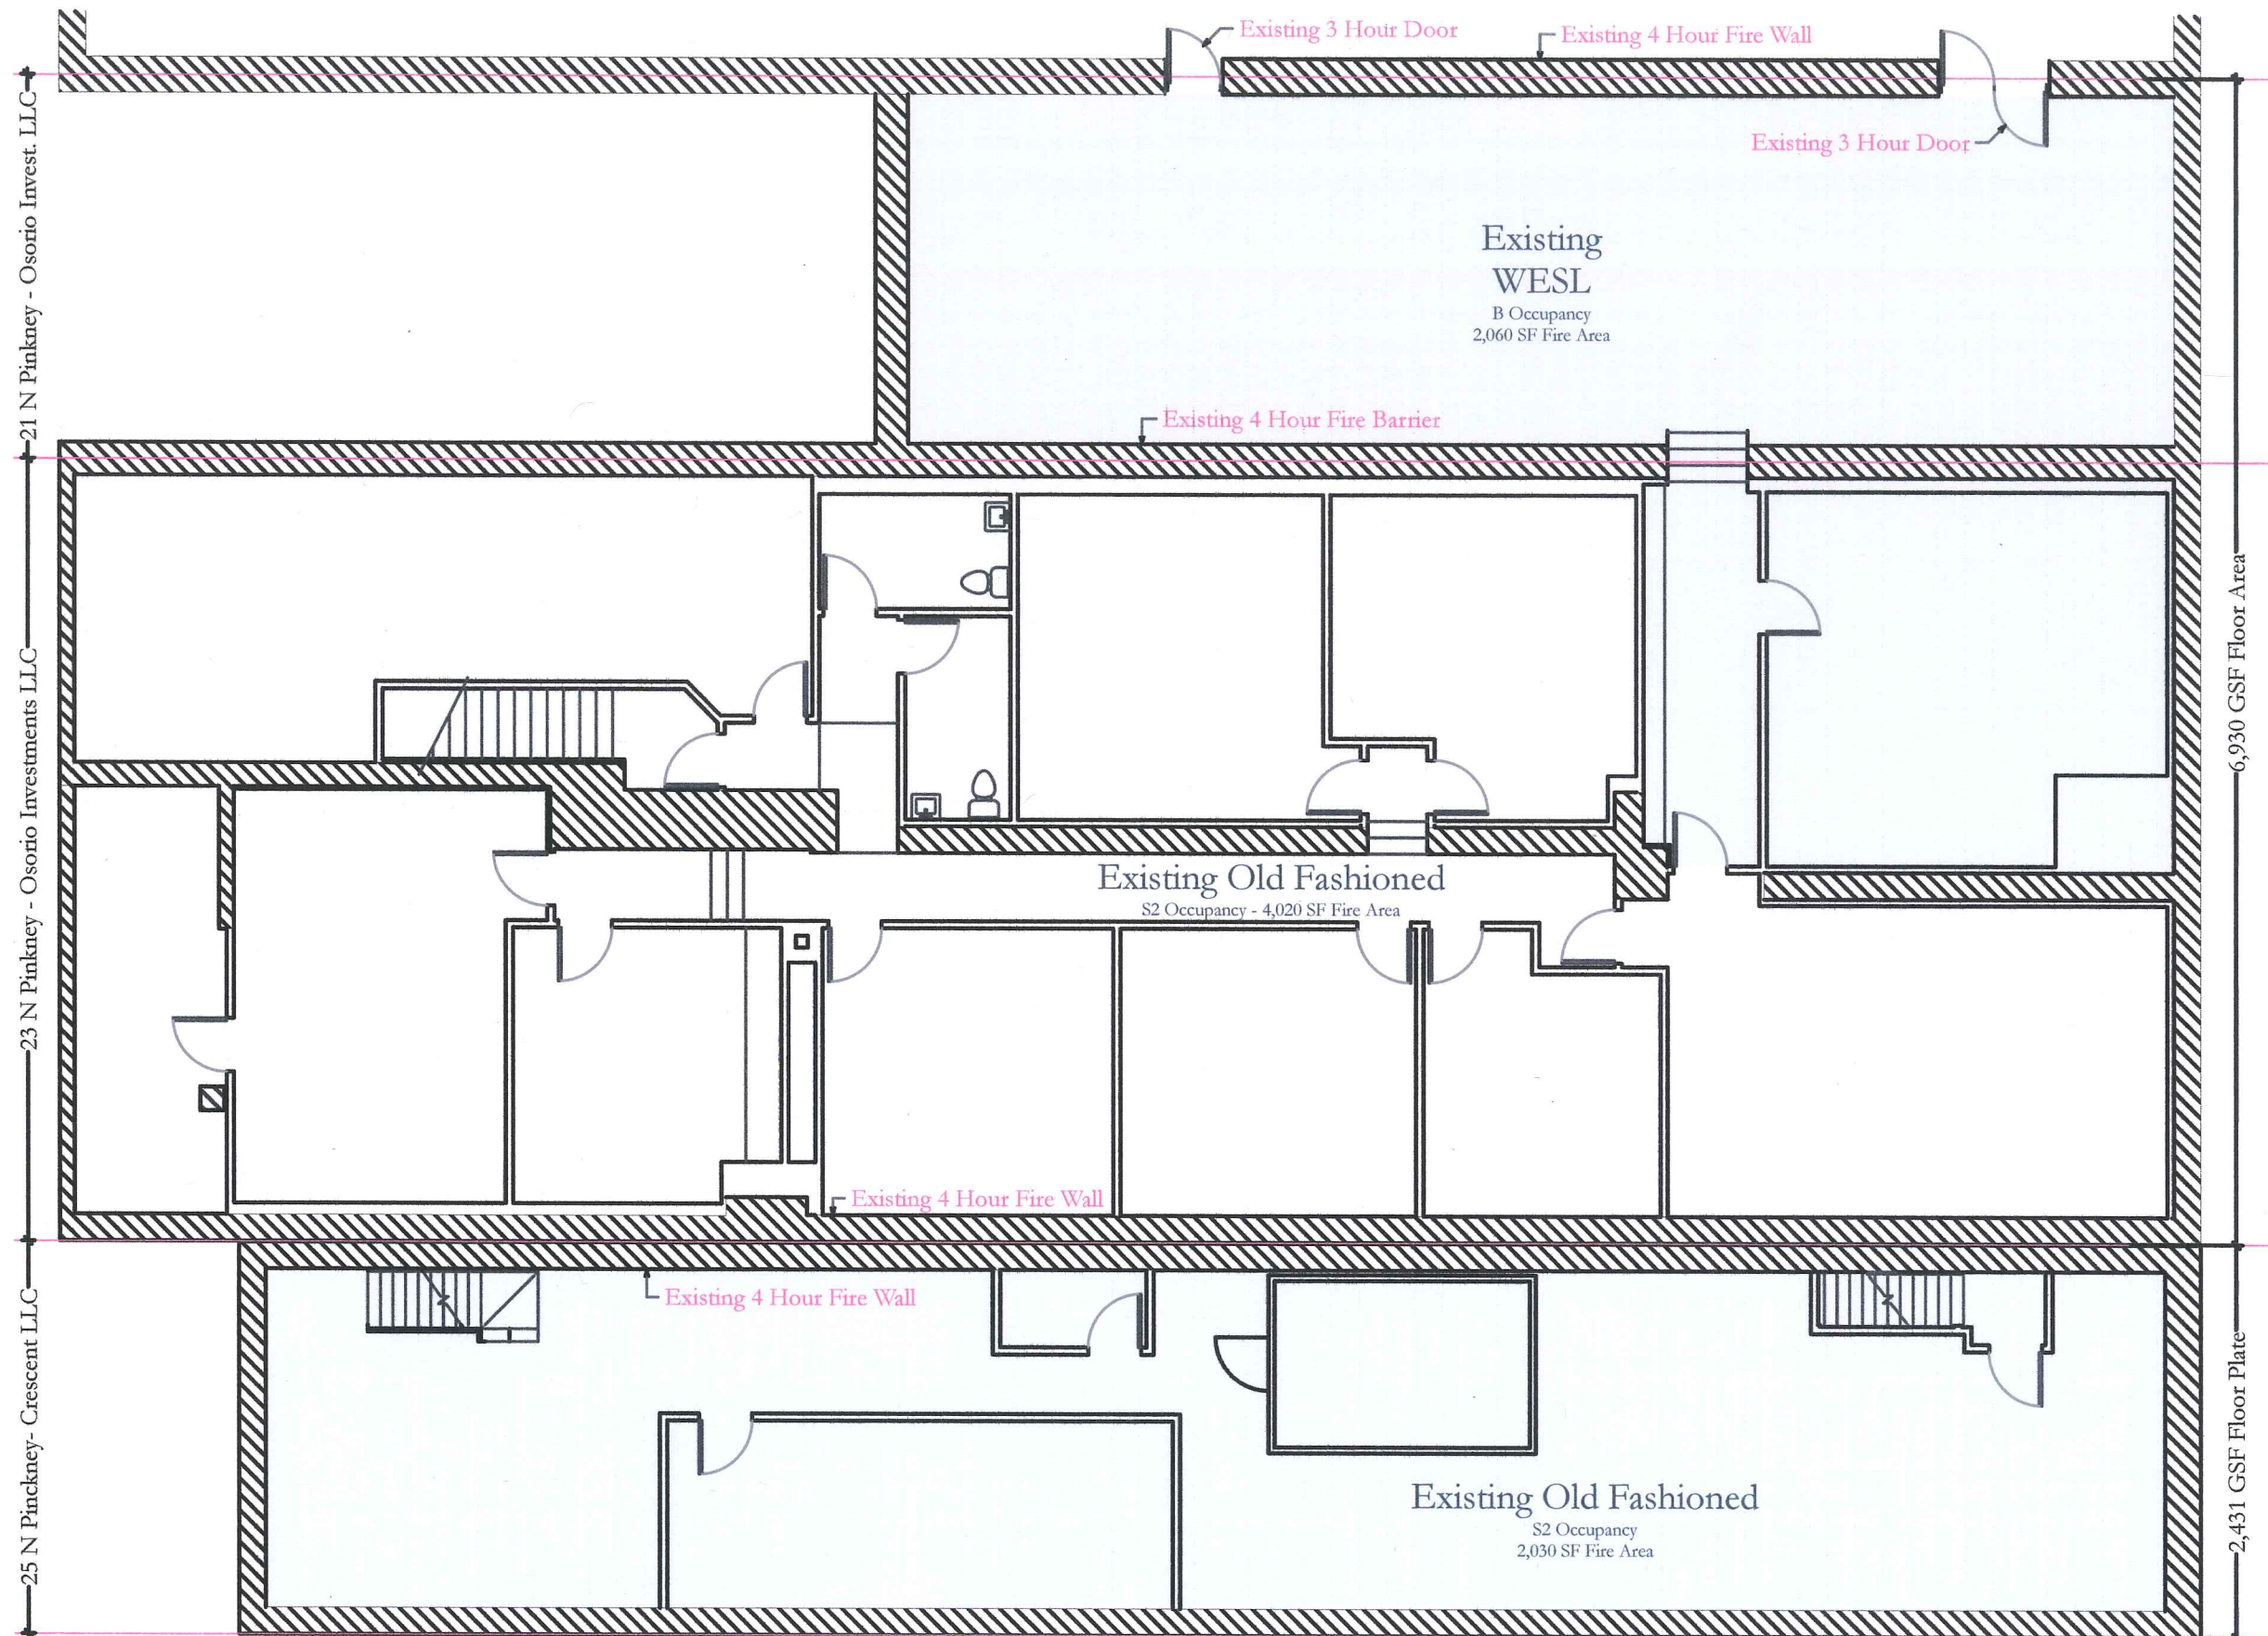 Existing 3 Hour Door
Existing 4 Hour Fire Wall
Existing 3 Hour Door
21 N Pinkney - Osorio Invest. LLC
Existing
WESL
B Occupancy
2,060 SF Fire Area
Existing 4 Hour Fire Barrier
23 N Pinkney - Osorio Investments LLC
6,930 GSF Floor Area
Existing Old Fashioned
S2 Occupancy - 4,020 SF Fire Area
Existing 4 Hour Fire Wall
Existing 4 Hour Fire Wall
25 N Pinckney- Crescent LLC
2,431 GSF Floor Plate
Existing Old Fashioned
S2 Occupancy
2,030 SF Fire Area